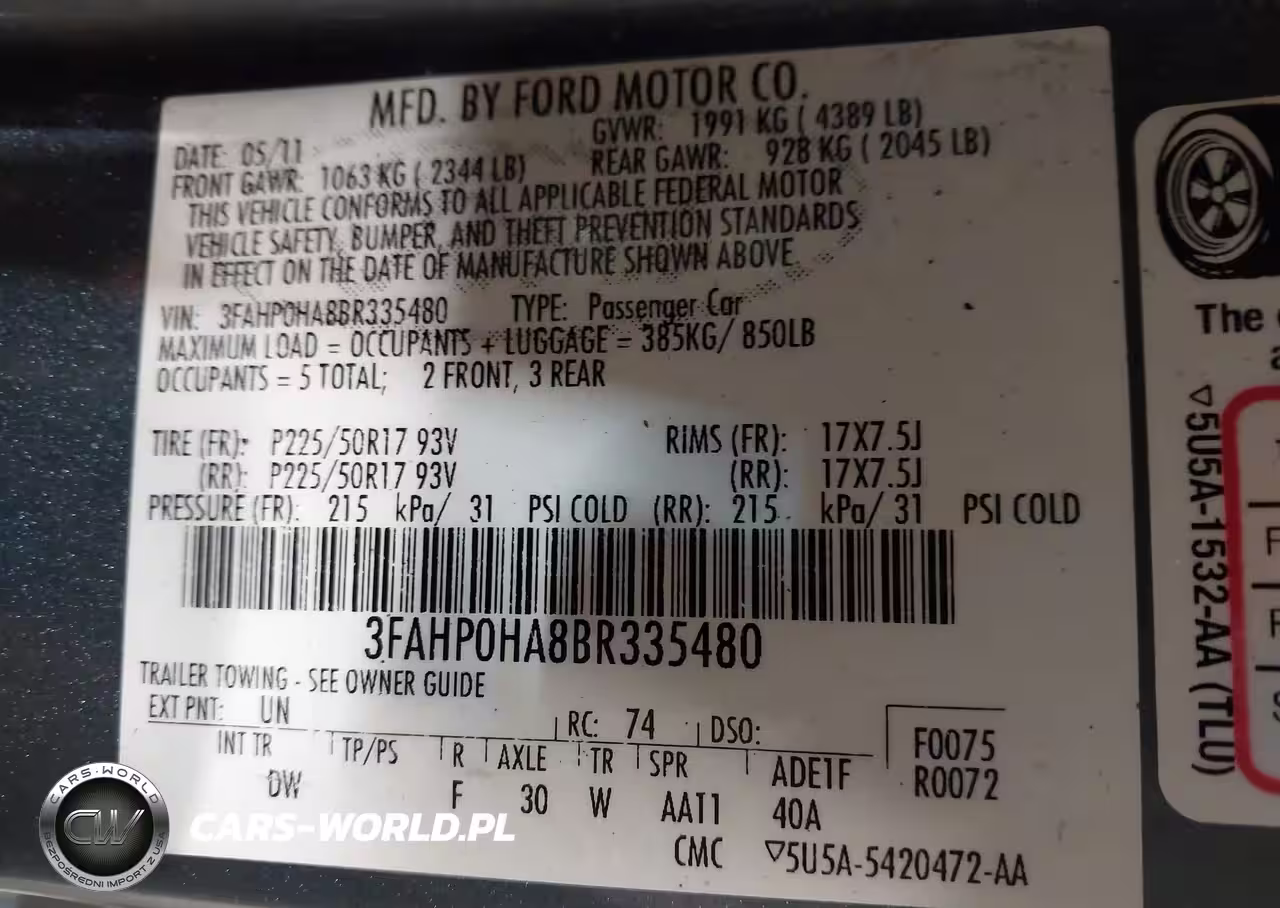 MFD. BY FORD MOTOR CO.
DATE: 05/11 GVWR: 1991 KG ( 4389 LB)
FRONT GAWR: 1063 KG ( 2344 LB) REAR GAWR: 928 KG ( 2045 LB)
THIS VEHICLE CONFORMS TO ALL APPLICABLE FEDERAL MOTOR
VEHICLE SAFETY, BUMPER, AND THEFT PREVENTION STANDARDS
IN EFFECT ON THE DATE OF MANUFACTURE SHOWN ABOVE.
VIN: 3FAHP0HA8BR335480 TYPE: Passenger Car
MAXIMUM LOAD = OCCUPANTS + LUGGAGE = 385KG/ 850LB
OCCUPANTS = 5 TOTAL; 2 FRONT, 3 REAR
TIRE (FR): P225/50R17 93V RIMS (FR): 17X7.5J
(RR): P225/50R17 93V (RR): 17X7.5J
PRESSURE (FR): 215 kPa/ 31 PSI COLD (RR): 215 kPa/ 31 PSI COLD
3FAHP0HA8BR335480
TRAILER TOWING - SEE OWNER GUIDE
EXT PNT: UN RC: 74 DSO:
F0075
R0072
INT TR TP/PS R AXLE TR SPR ADE1F
DW F 30 W AAT1 40A
CMC ▽5U5A-5420472-AA
The
▽5U5A-1532-AA (TLU)
CARS-WORLD
CW
BEZPOŚREDNI IMPORT Z USA
CARS-WORLD.PL